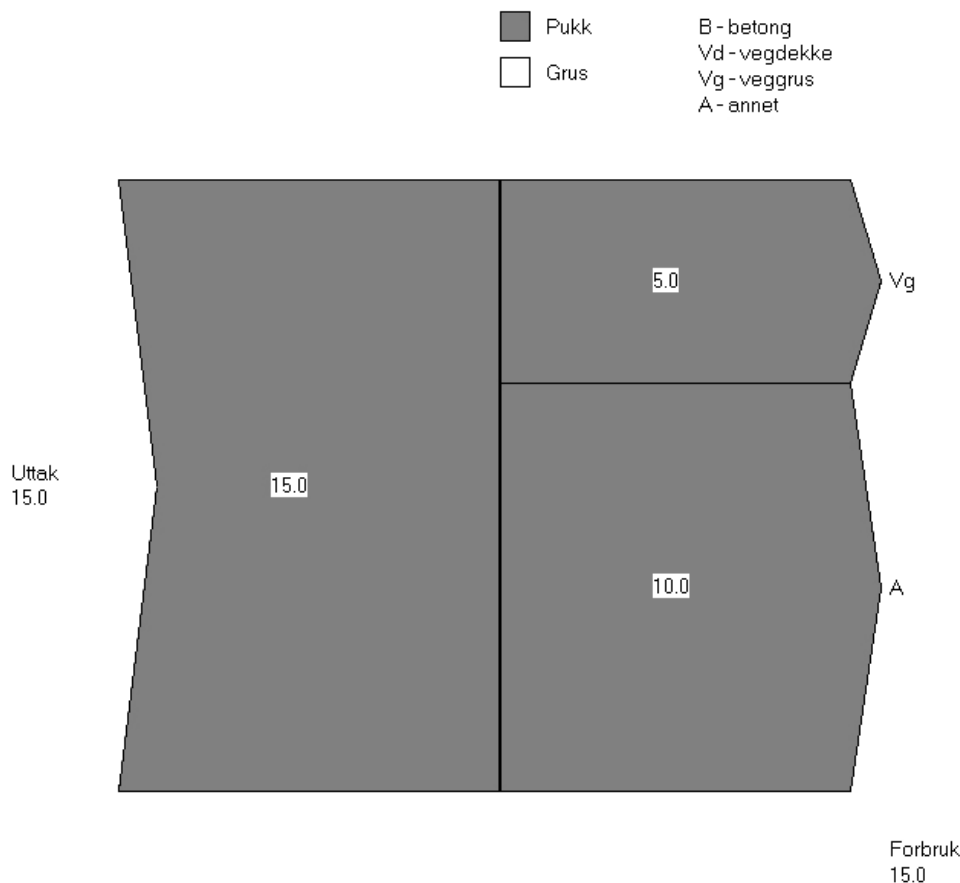 Pukk
Grus
B - betong
Vd - vegdekke
Vg - veggrus
A - annet
5.0
Vg
Uttak
15.0
15.0
10.0
A
Forbruk
15.0